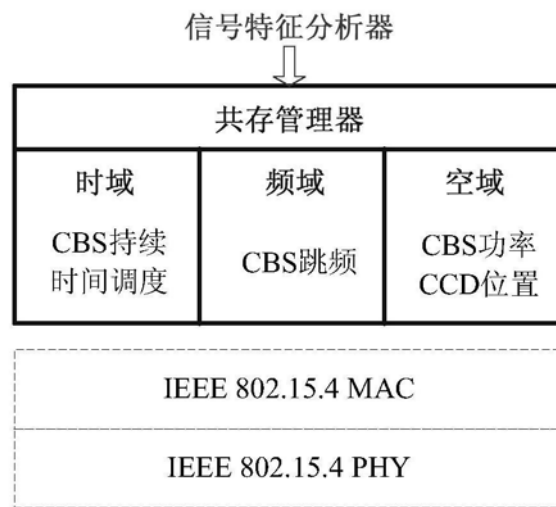 信号特征分析器
共存管理器
时域
频域
空域
CBS持续
时间调度
CBS跳频
CBS功率
CCD位置
IEEE 802.15.4 MAC
IEEE 802.15.4 PHY